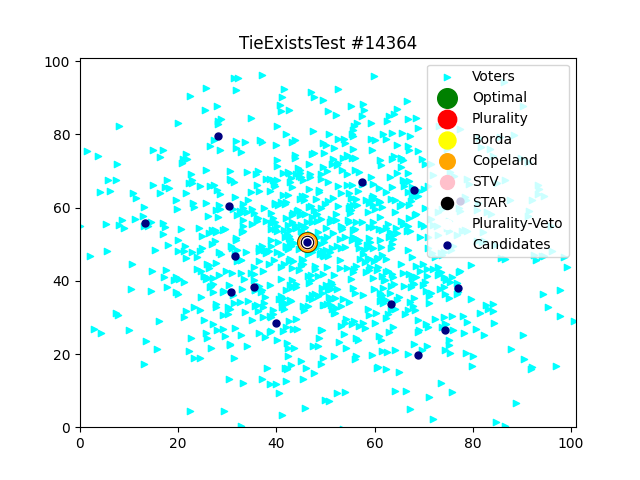 TieExistsTest #14364
100
80
60
40
20
0
0
20
40
60
80
100
Voters
Optimal
Plurality
Borda
Copeland
STV
STAR
Plurality-Veto
Candidates